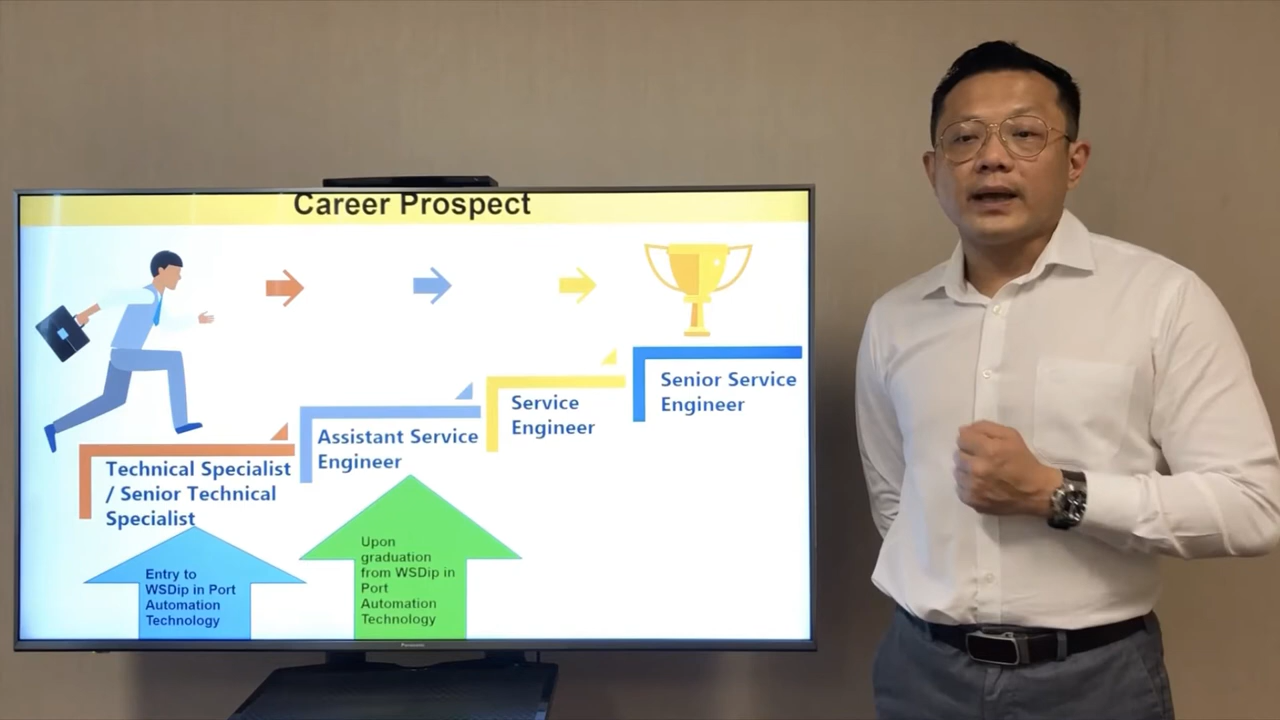 Career Prospect
Senior Service
Engineer
Service
Engineer
Assistant Service
Engineer
Technical Specialist
/ Senior Technical
Specialist
Entry to
WSDip in Port
Automation
Technology
Upon
graduation
from WSDip in
Port
Automation
Technology
Panasonic